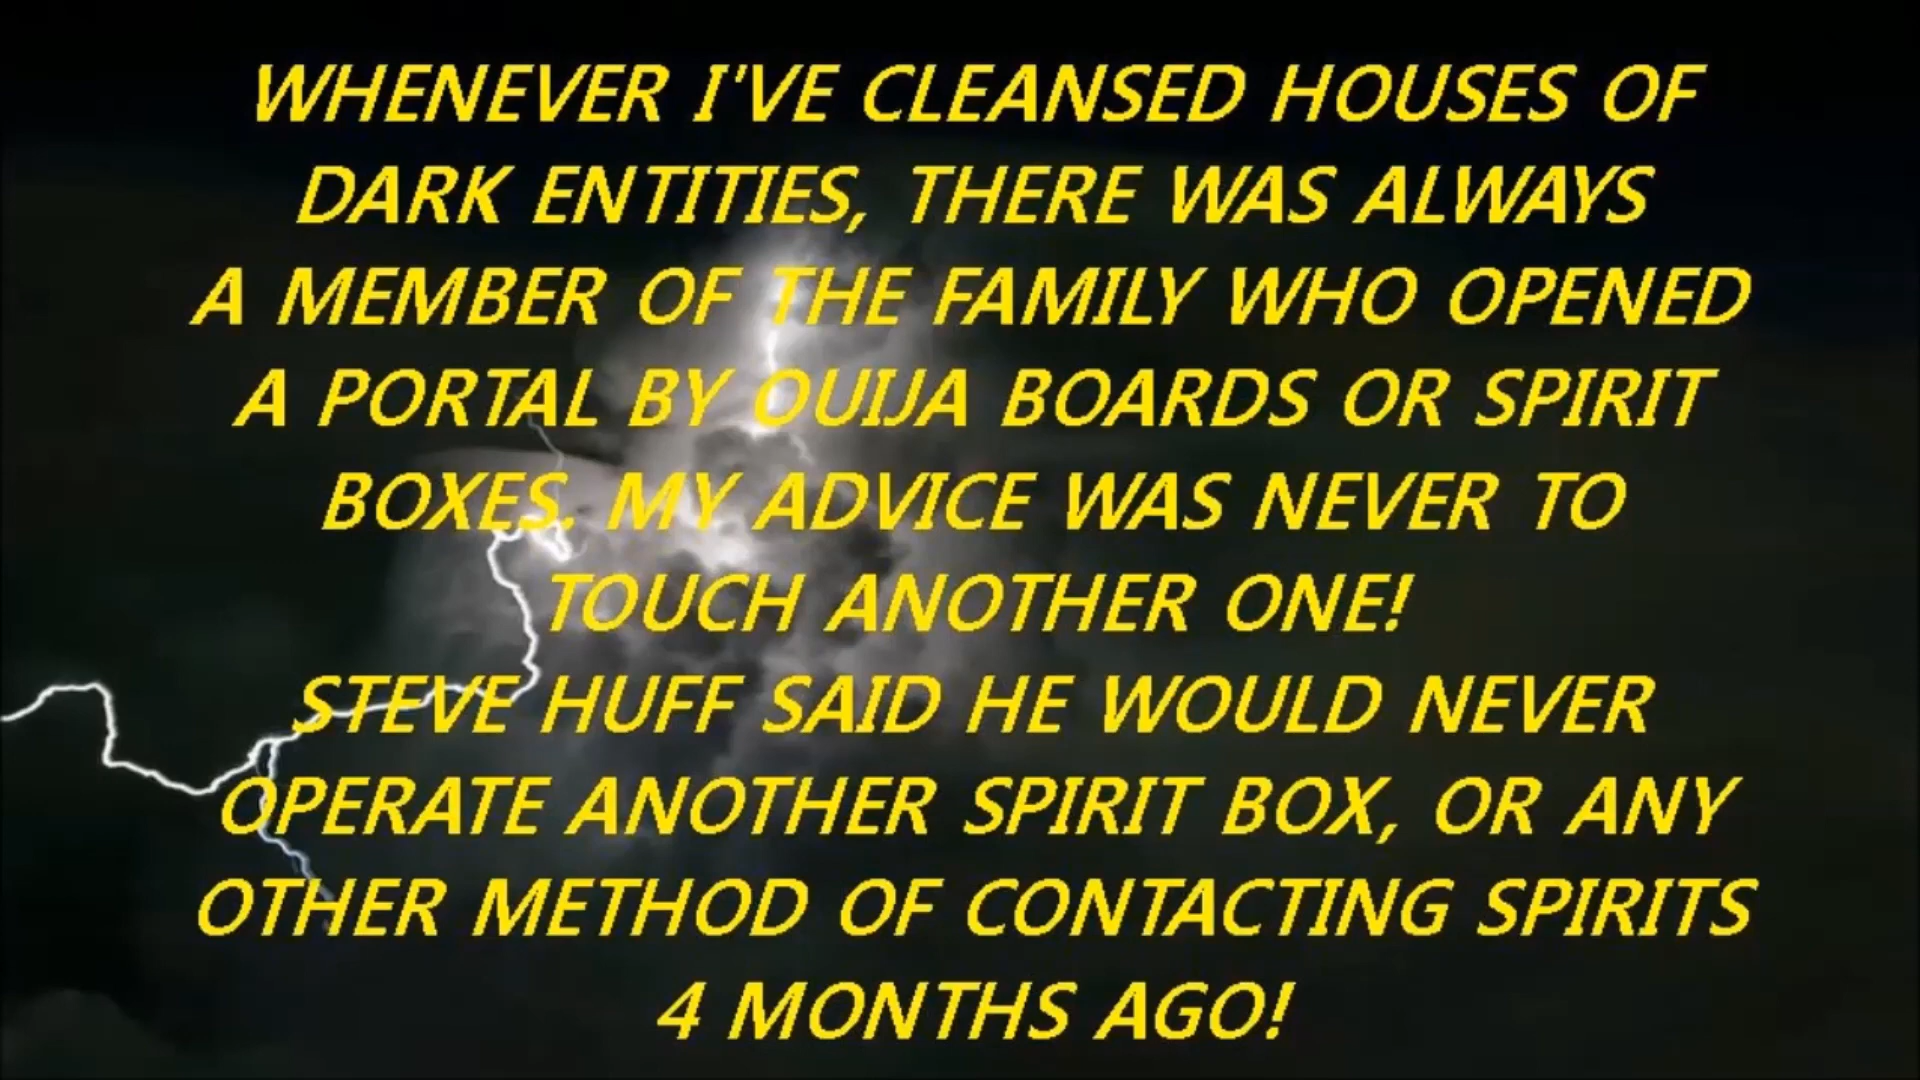 WHENEVER I'VE CLEANSED HOUSES OF
DARK ENTITIES, THERE WAS ALWAYS
A MEMBER OF THE FAMILY WHO OPENED
A PORTAL BY OUIJA BOARDS OR SPIRIT
BOXES. MY ADVICE WAS NEVER TO
TOUCH ANOTHER ONE!
STEVE HUFF SAID HE WOULD NEVER
OPERATE ANOTHER SPIRIT BOX, OR ANY
OTHER METHOD OF CONTACTING SPIRITS
4 MONTHS AGO!